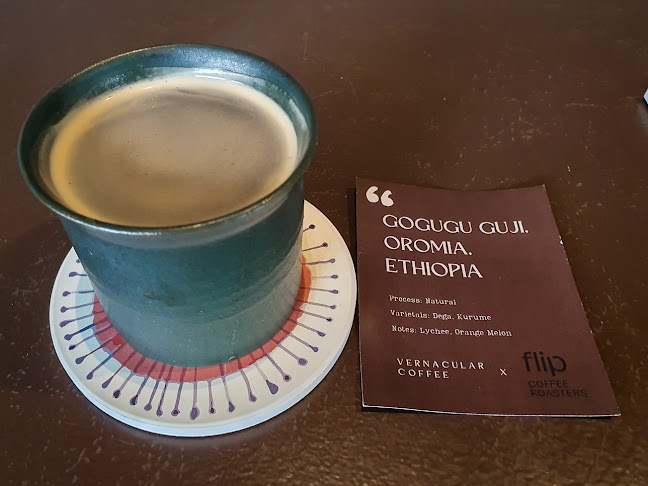 “
GOGUGU GUJI.
OROMIA.
ETHIOPIA
Process: Natural
Varietals: Dega, Kurume
Notes: Lychee, Orange Melon
VERNACULAR
COFFEE
X
flip
COFFEE
ROASTERS